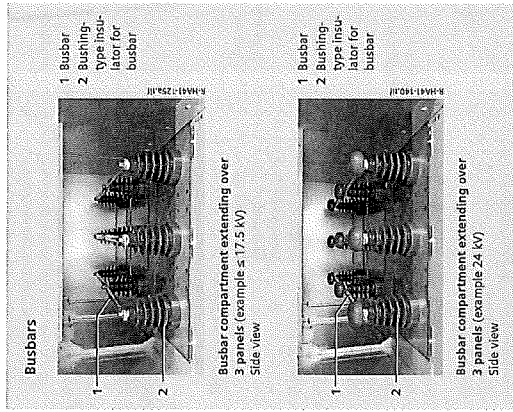 Busbars
1 Busbar
2 Bushing-
type insu-
lator for
busbar
R-HA41-125a.tif
1
2
Busbar compartment extending over
3 panels (example ≤ 17.5 kV)
Side view
1 Busbar
2 Bushing-
type insu-
lator for
busbar
R-HA41-140.tif
1
2
Busbar compartment extending over
3 panels (example 24 kV)
Side view